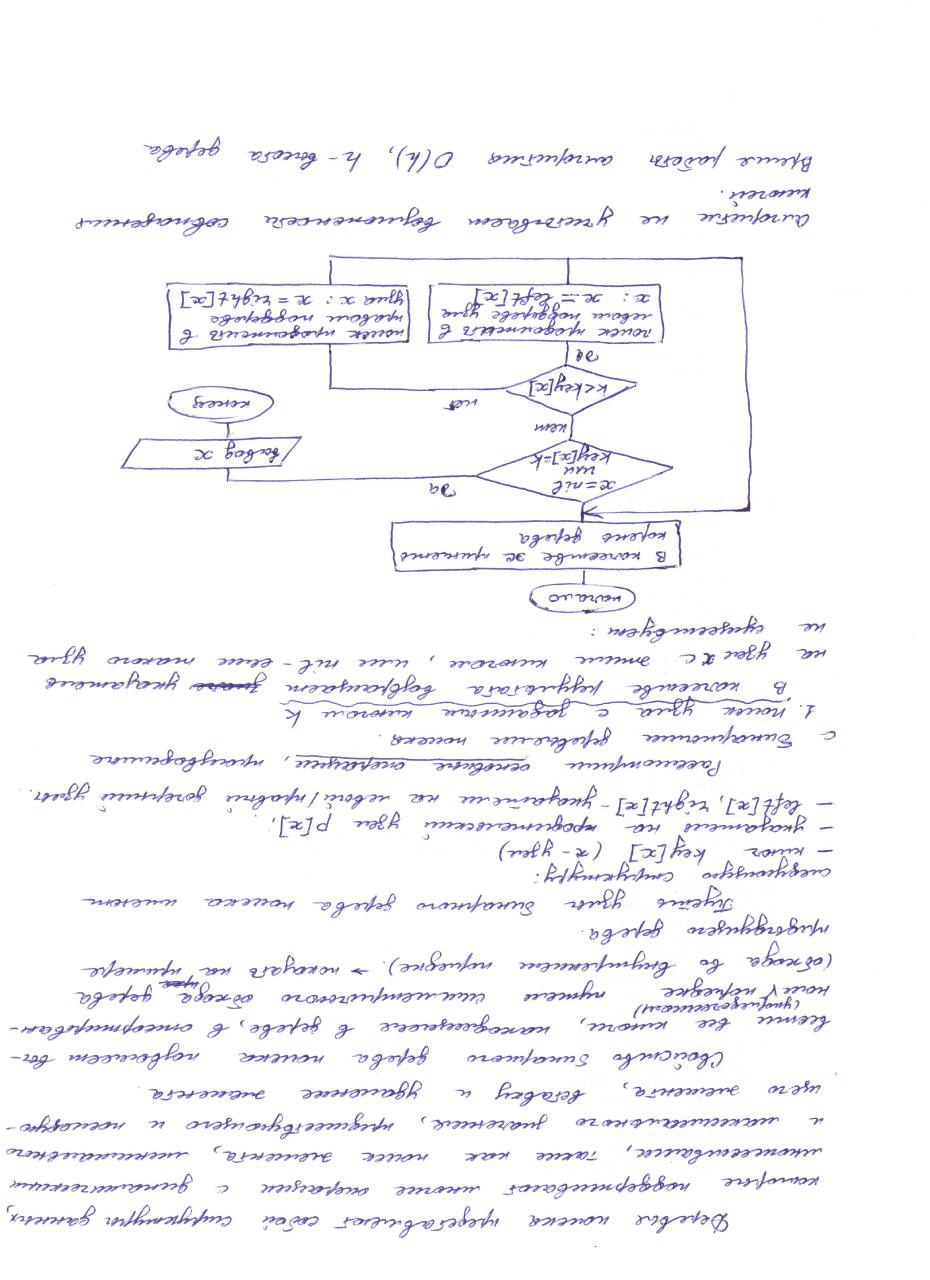 Деревья поиска представляют собой структуры данных,
которые поддерживают многие операции с динамическими
множествами, такие как поиск элемента, минимального
и максимального значения, предшествующего и последую-
щего элемента, вставку и удаление элемента.
Свойство бинарного дерева поиска позволяет вы-
вести все ключи, находящиеся в дереве, в отсортирован-
(упорядоченном)
ном порядке путем симметричного обхода дерева
(обхода во внутреннем порядке). → показать на примере
предыдущего дерева.
Пусть узлы бинарного дерева поиска имеют
следующую структуру:
— ключ key[x] (x - узел)
— указатель на родительский узел p[x];
— left[x], right[x] - указатели на левый/правый дочерний узлы.
Рассмотрим основные операции, производимые
с бинарными деревьями поиска.
1. поиск узла с заданным ключом k
В качестве результата возвращает указатель
на узел x с этим ключом, или nil - если такого узла
не существует:
начало
В качестве x принять
корень дерева
x = nil
или
key[x]=k
да
вывод x
конец
нет
k<key[x]
нет
да
поиск продолжить в
левом поддереве узла
x: x = left[x]
поиск продолжить в
правом поддереве
узла x: x = right[x]
Алгоритм не учитывает возможности совпадения
ключей.
Время работы алгоритма O(h), h - высота дерева